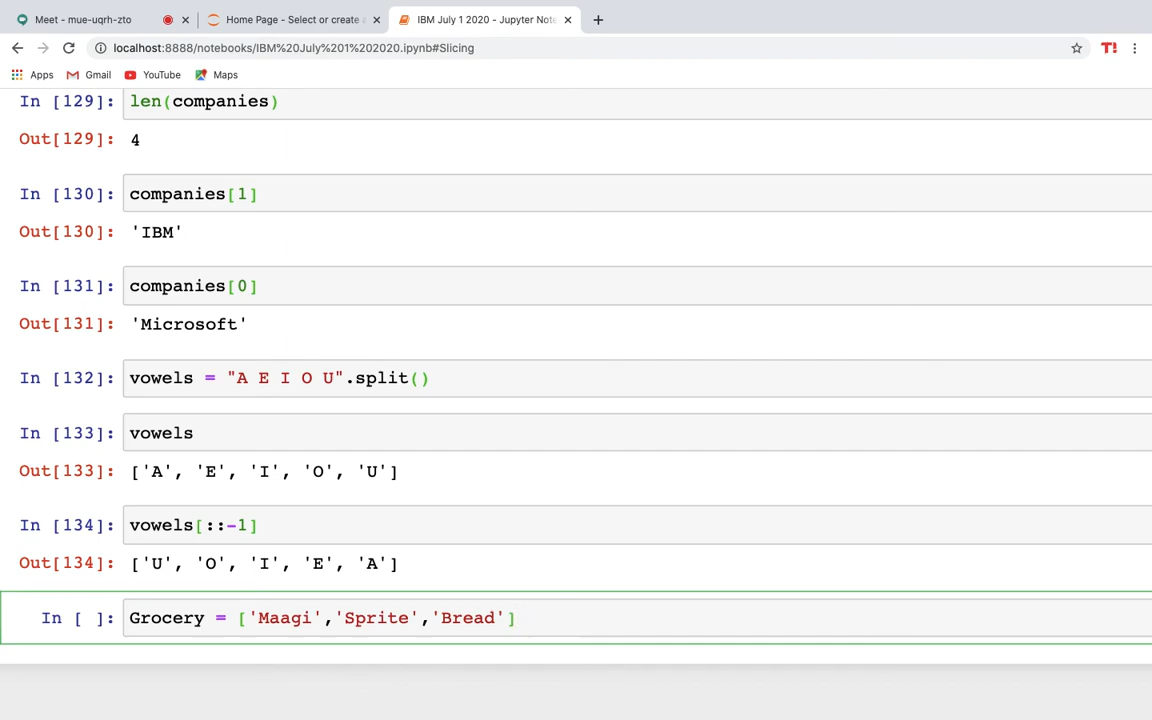 Meet - mue-uqrh-zto
Home Page - Select or create a
IBM July 1 2020 - Jupyter Note
localhost:8888/notebooks/IBM%20July%201%202020.ipynb#Slicing
T!
Apps Gmail YouTube Maps
In [129]: len(companies)
Out[129]: 4
In [130]: companies[1]
Out[130]: 'IBM'
In [131]: companies[0]
Out[131]: 'Microsoft'
In [132]: vowels = "A E I O U".split()
In [133]: vowels
Out[133]: ['A', 'E', 'I', 'O', 'U']
In [134]: vowels[::-1]
Out[134]: ['U', 'O', 'I', 'E', 'A']
In [ ]: Grocery = ['Maagi','Sprite','Bread']